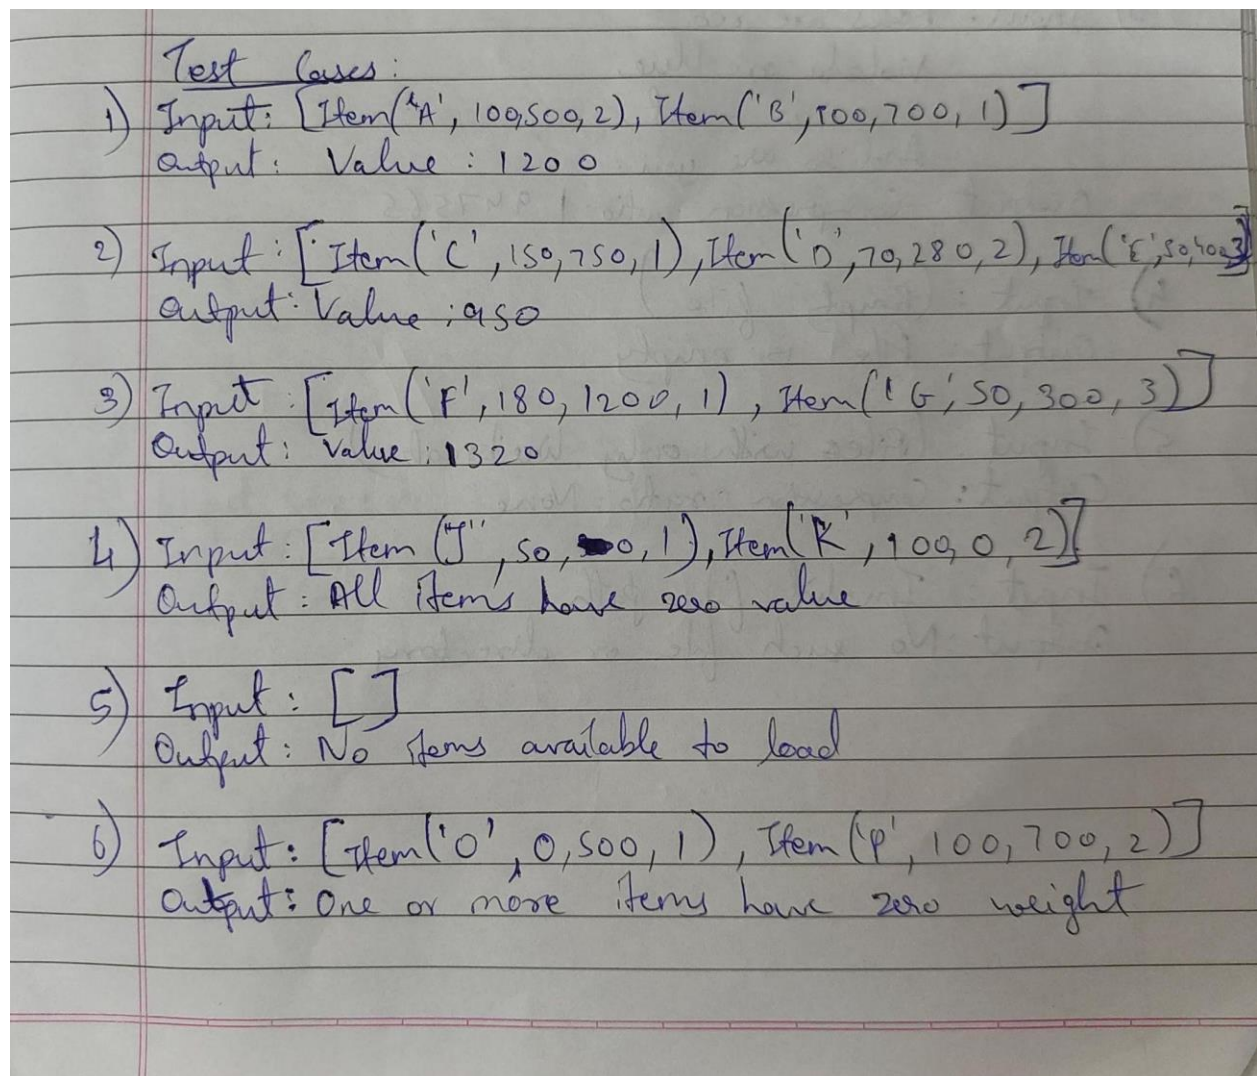 Test Cases:
1) Input: [Item('A', 100,500,2), Item('B', 100,700,1)]
Output: Value : 1200
2) Input: [Item('C', 150,750,1), Item('D', 70,280,2), Item('E', 50,400,3)]
Output: Value : 950
3) Input : [Item('F', 180, 1200, 1), Item('G', 50, 300, 3)]
Output: Value : 1320
4) Input : [Item('J', 50, 0, 1), Item('K', 100, 0, 2)]
Output : All items have zero value
5) Input : []
Output : No items available to load
6) Input : [Item('O', 0, 500, 1), Item('P', 100, 700, 2)]
Output : One or more items have zero weight